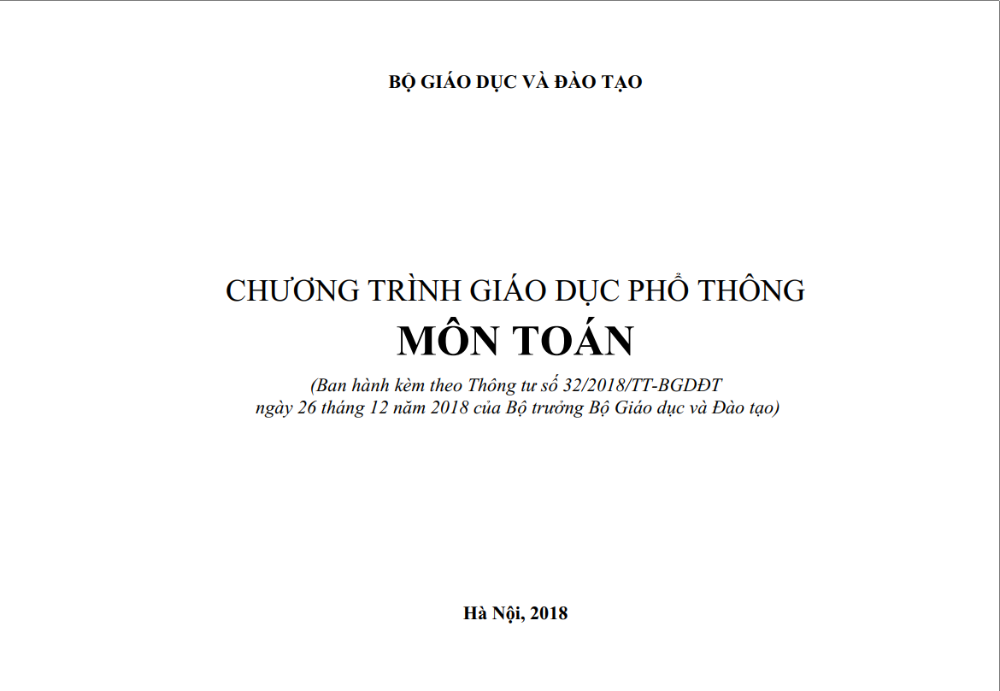 BỘ GIÁO DỤC VÀ ĐÀO TẠO
CHƯƠNG TRÌNH GIÁO DỤC PHỔ THÔNG
MÔN TOÁN
(Ban hành kèm theo Thông tư số 32/2018/TT-BGDĐT
ngày 26 tháng 12 năm 2018 của Bộ trưởng Bộ Giáo dục và Đào tạo)
Hà Nội, 2018